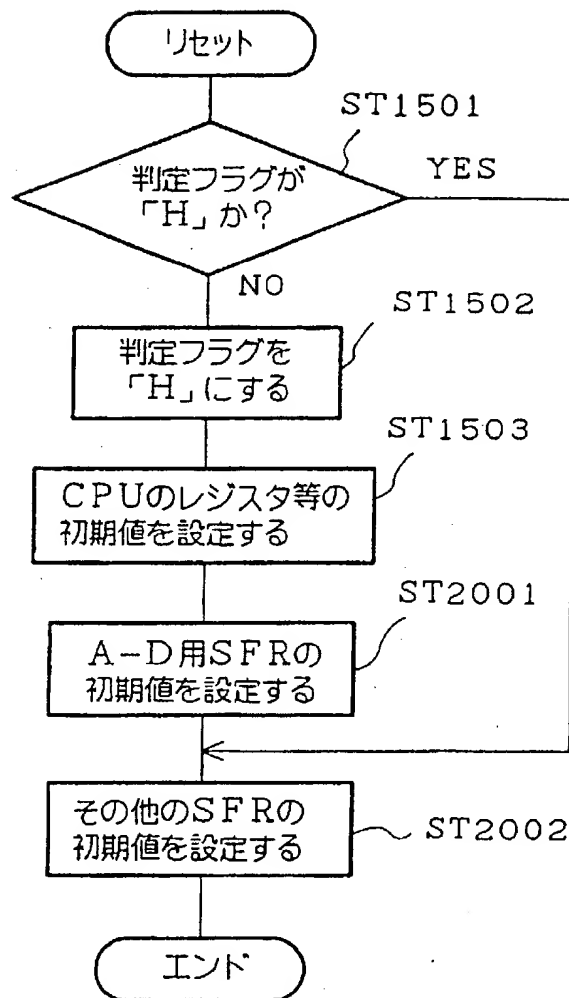 リセット
ST1501
判定フラグが
「H」か?
YES
NO
ST1502
判定フラグを
「H」にする
ST1503
CPUのレジスタ等の
初期値を設定する
ST2001
A-D用SFRの
初期値を設定する
その他のSFRの
初期値を設定する
ST2002
エンド